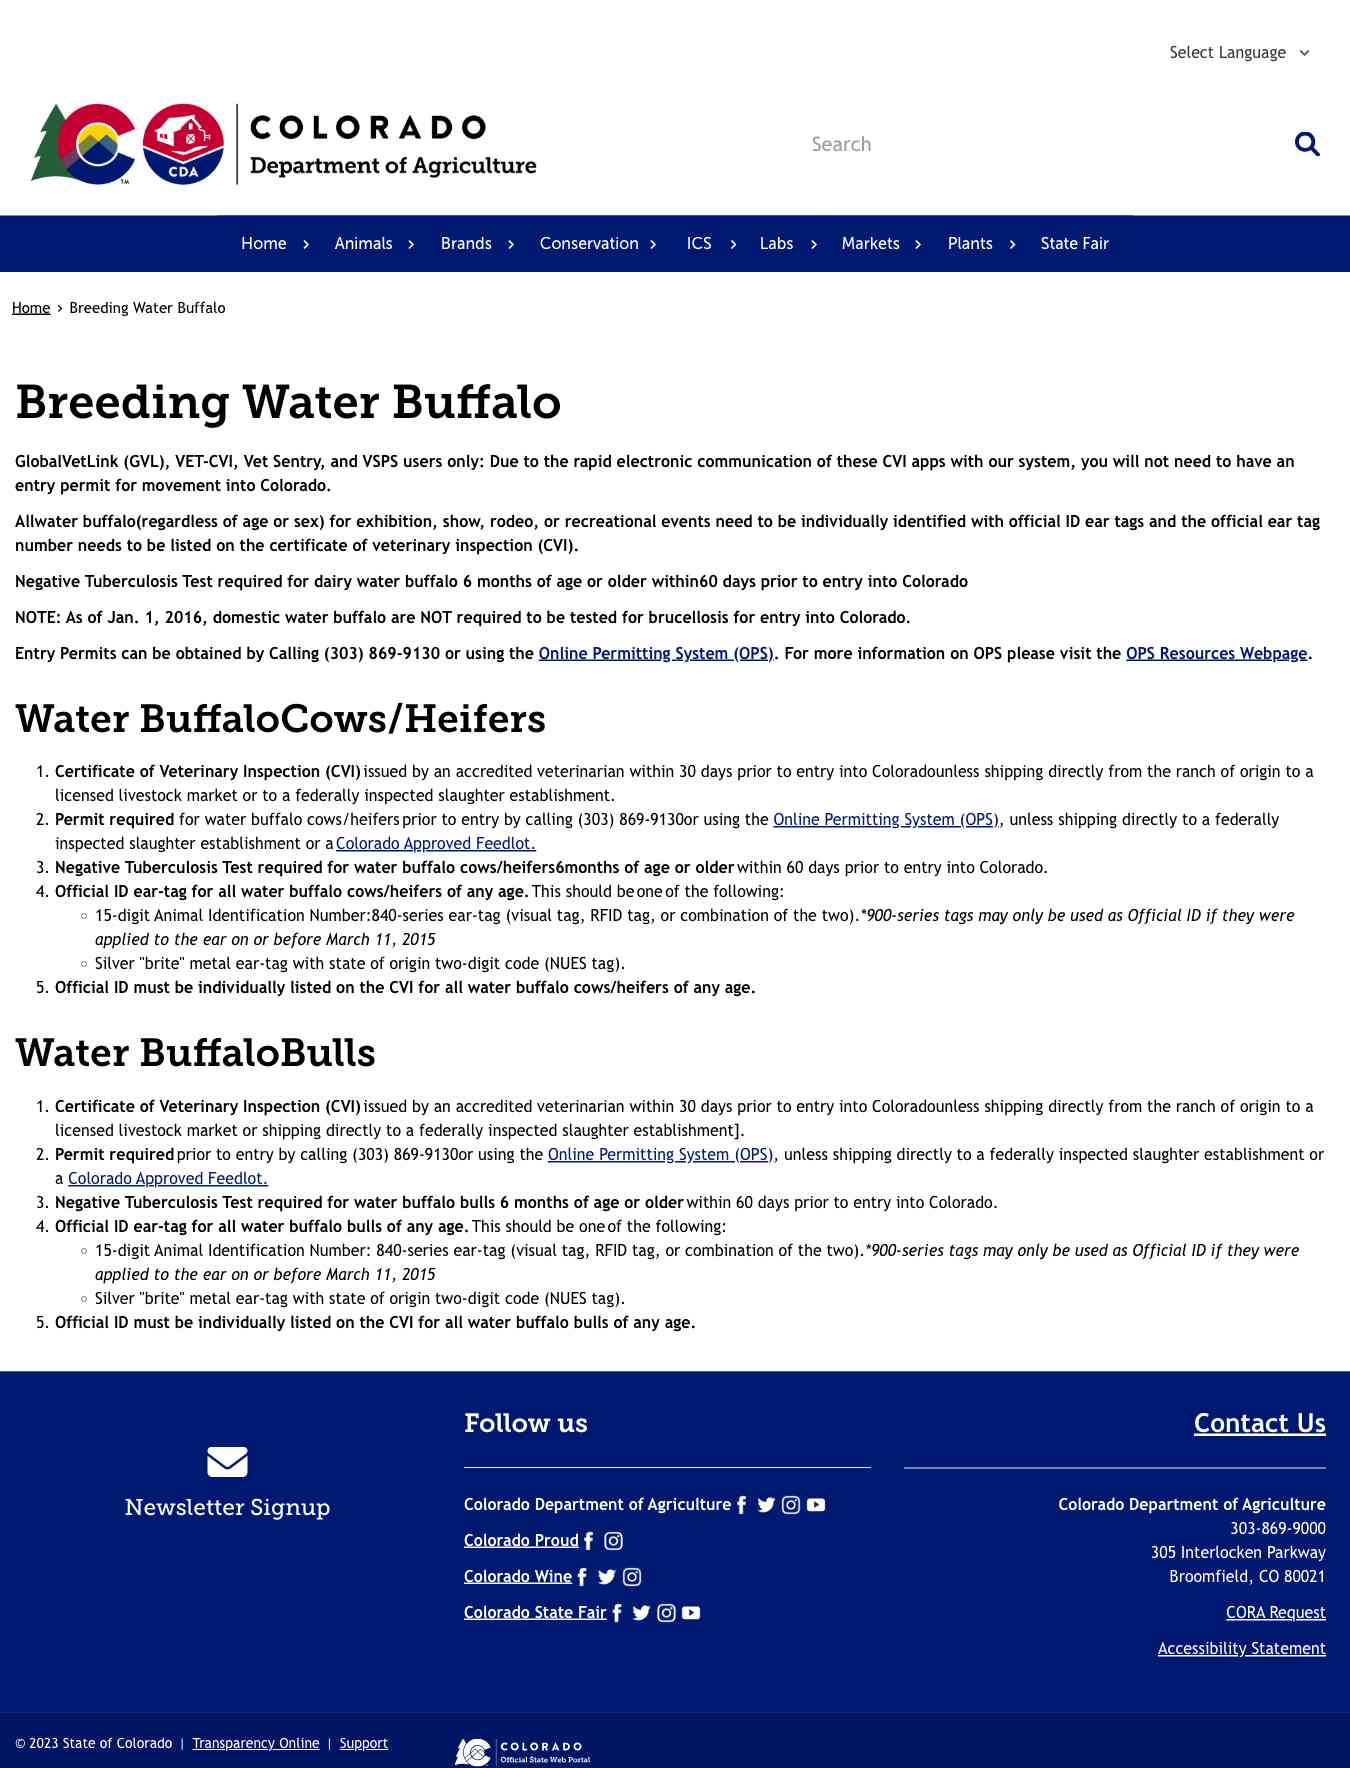 Select Language
COLORADO
Department of Agriculture
CDA
TM
Search
Home Animals Brands Conservation ICS Labs Markets Plants State Fair
Home › Breeding Water Buffalo
Breeding Water Buffalo
GlobalVetLink (GVL), VET-CVI, Vet Sentry, and VSPS users only: Due to the rapid electronic communication of these CVI apps with our system, you will not need to have an
entry permit for movement into Colorado.
Allwater buffalo(regardless of age or sex) for exhibition, show, rodeo, or recreational events need to be individually identified with official ID ear tags and the official ear tag
number needs to be listed on the certificate of veterinary inspection (CVI).
Negative Tuberculosis Test required for dairy water buffalo 6 months of age or older within60 days prior to entry into Colorado
NOTE: As of Jan. 1, 2016, domestic water buffalo are NOT required to be tested for brucellosis for entry into Colorado.
Entry Permits can be obtained by Calling (303) 869-9130 or using the Online Permitting System (OPS). For more information on OPS please visit the OPS Resources Webpage.
Water BuffaloCows/Heifers
1. Certificate of Veterinary Inspection (CVI) issued by an accredited veterinarian within 30 days prior to entry into Coloradounless shipping directly from the ranch of origin to a
licensed livestock market or to a federally inspected slaughter establishment.
2. Permit required for water buffalo cows/heifers prior to entry by calling (303) 869-9130or using the Online Permitting System (OPS), unless shipping directly to a federally
inspected slaughter establishment or a Colorado Approved Feedlot.
3. Negative Tuberculosis Test required for water buffalo cows/heifers6months of age or older within 60 days prior to entry into Colorado.
4. Official ID ear-tag for all water buffalo cows/heifers of any age. This should be one of the following:
○ 15-digit Animal Identification Number:840-series ear-tag (visual tag, RFID tag, or combination of the two).*900-series tags may only be used as Official ID if they were
applied to the ear on or before March 11, 2015
○ Silver "brite" metal ear-tag with state of origin two-digit code (NUES tag).
5. Official ID must be individually listed on the CVI for all water buffalo cows/heifers of any age.
Water BuffaloBulls
1. Certificate of Veterinary Inspection (CVI) issued by an accredited veterinarian within 30 days prior to entry into Coloradounless shipping directly from the ranch of origin to a
licensed livestock market or shipping directly to a federally inspected slaughter establishment].
2. Permit required prior to entry by calling (303) 869-9130or using the Online Permitting System (OPS), unless shipping directly to a federally inspected slaughter establishment or
a Colorado Approved Feedlot.
3. Negative Tuberculosis Test required for water buffalo bulls 6 months of age or older within 60 days prior to entry into Colorado.
4. Official ID ear-tag for all water buffalo bulls of any age. This should be one of the following:
○ 15-digit Animal Identification Number: 840-series ear-tag (visual tag, RFID tag, or combination of the two).*900-series tags may only be used as Official ID if they were
applied to the ear on or before March 11, 2015
○ Silver "brite" metal ear-tag with state of origin two-digit code (NUES tag).
5. Official ID must be individually listed on the CVI for all water buffalo bulls of any age.
Newsletter Signup
Follow us
Colorado Department of Agriculture
Colorado Proud
Colorado Wine
Colorado State Fair
Contact Us
Colorado Department of Agriculture
303-869-9000
305 Interlocken Parkway
Broomfield, CO 80021
CORA Request
Accessibility Statement
© 2023 State of Colorado | Transparency Online | Support
COLORADO
Official State Web Portal